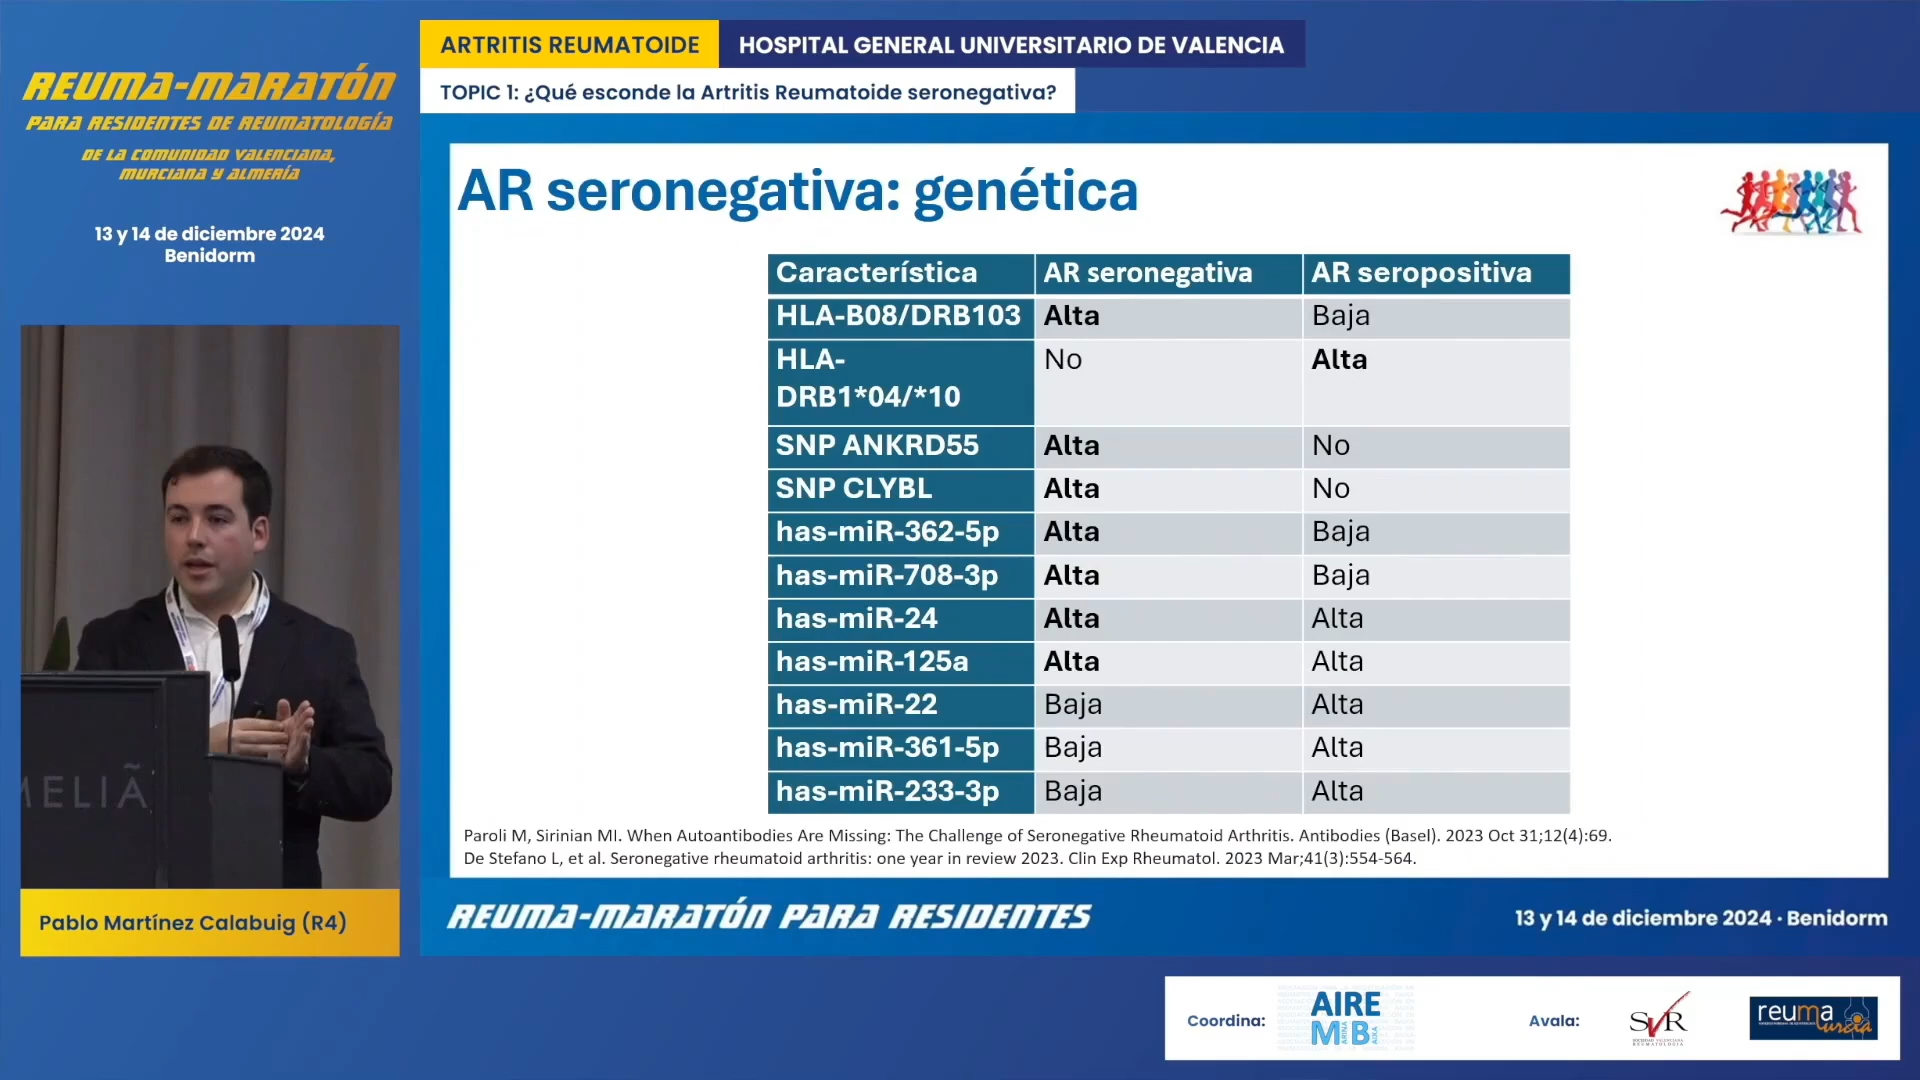 REUMA-MARATÓN
PARA RESIDENTES DE REUMATOLOGÍA
DE LA COMUNIDAD VALENCIANA,
MURCIANA Y ALMERÍA
13 y 14 de diciembre 2024
Benidorm
ARTRITIS REUMATOIDE HOSPITAL GENERAL UNIVERSITARIO DE VALENCIA
TOPIC 1: ¿Qué esconde la Artritis Reumatoide seronegativa?
AR seronegativa: genética
Característica AR seronegativa AR seropositiva
HLA-B08/DRB103 Alta Baja
HLA- No Alta
DRB1*04/*10
SNP ANKRD55 Alta No
SNP CLYBL Alta No
has-miR-362-5p Alta Baja
has-miR-708-3p Alta Baja
has-miR-24 Alta Alta
has-miR-125a Alta Alta
has-miR-22 Baja Alta
has-miR-361-5p Baja Alta
has-miR-233-3p Baja Alta
Paroli M, Sirinian MI. When Autoantibodies Are Missing: The Challenge of Seronegative Rheumatoid Arthritis. Antibodies (Basel). 2023 Oct 31;12(4):69.
De Stefano L, et al. Seronegative rheumatoid arthritis: one year in review 2023. Clin Exp Rheumatol. 2023 Mar;41(3):554-564.
MELIÃ
Pablo Martínez Calabuig (R4)
REUMA-MARATÓN PARA RESIDENTES
13 y 14 de diciembre 2024 · Benidorm
Coordina:
AIRE
MB
Avala:
SVR
reuma
murcia